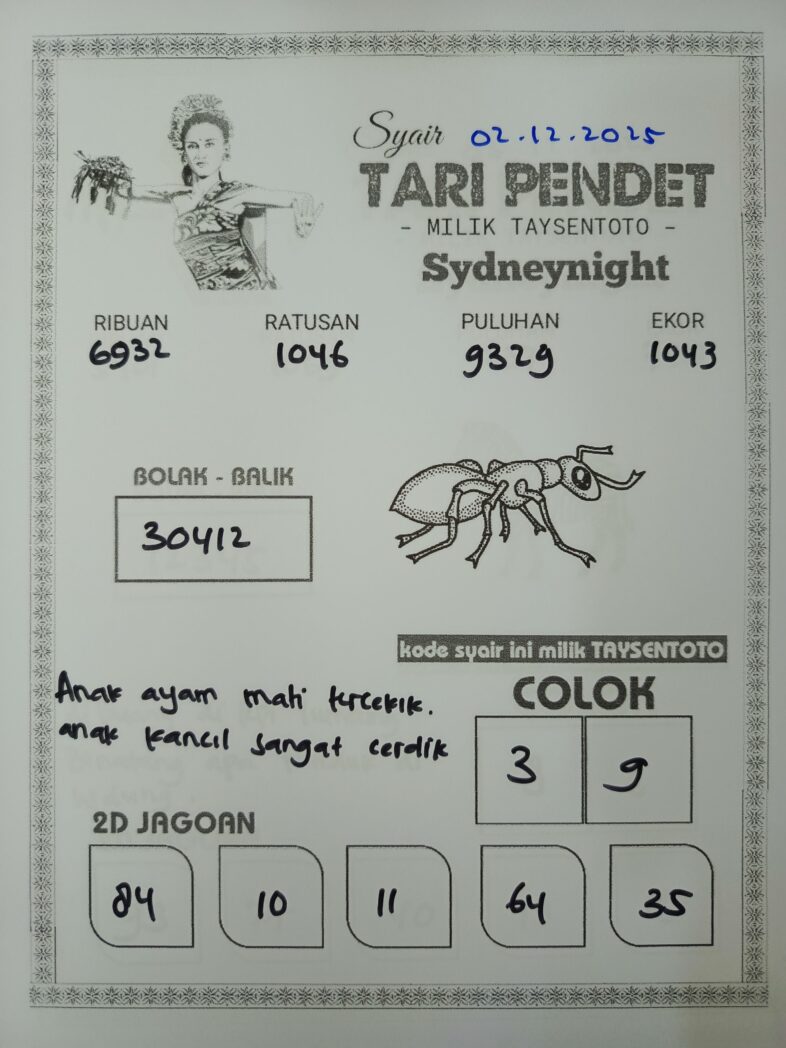 Syair 02.12.2025
TARI PENDET
- MILIK TAYSENTOTO -
Sydneynight
RIBUAN RATUSAN PULUHAN EKOR
6932 1046 9329 1043
BOLAK - BALIK
30412
kode syair ini milik TAYSENTOTO
Anak ayam mati tercekik.
anak kancil sangat cerdik
COLOK
3 9
2D JAGOAN
84 10 11 64 35